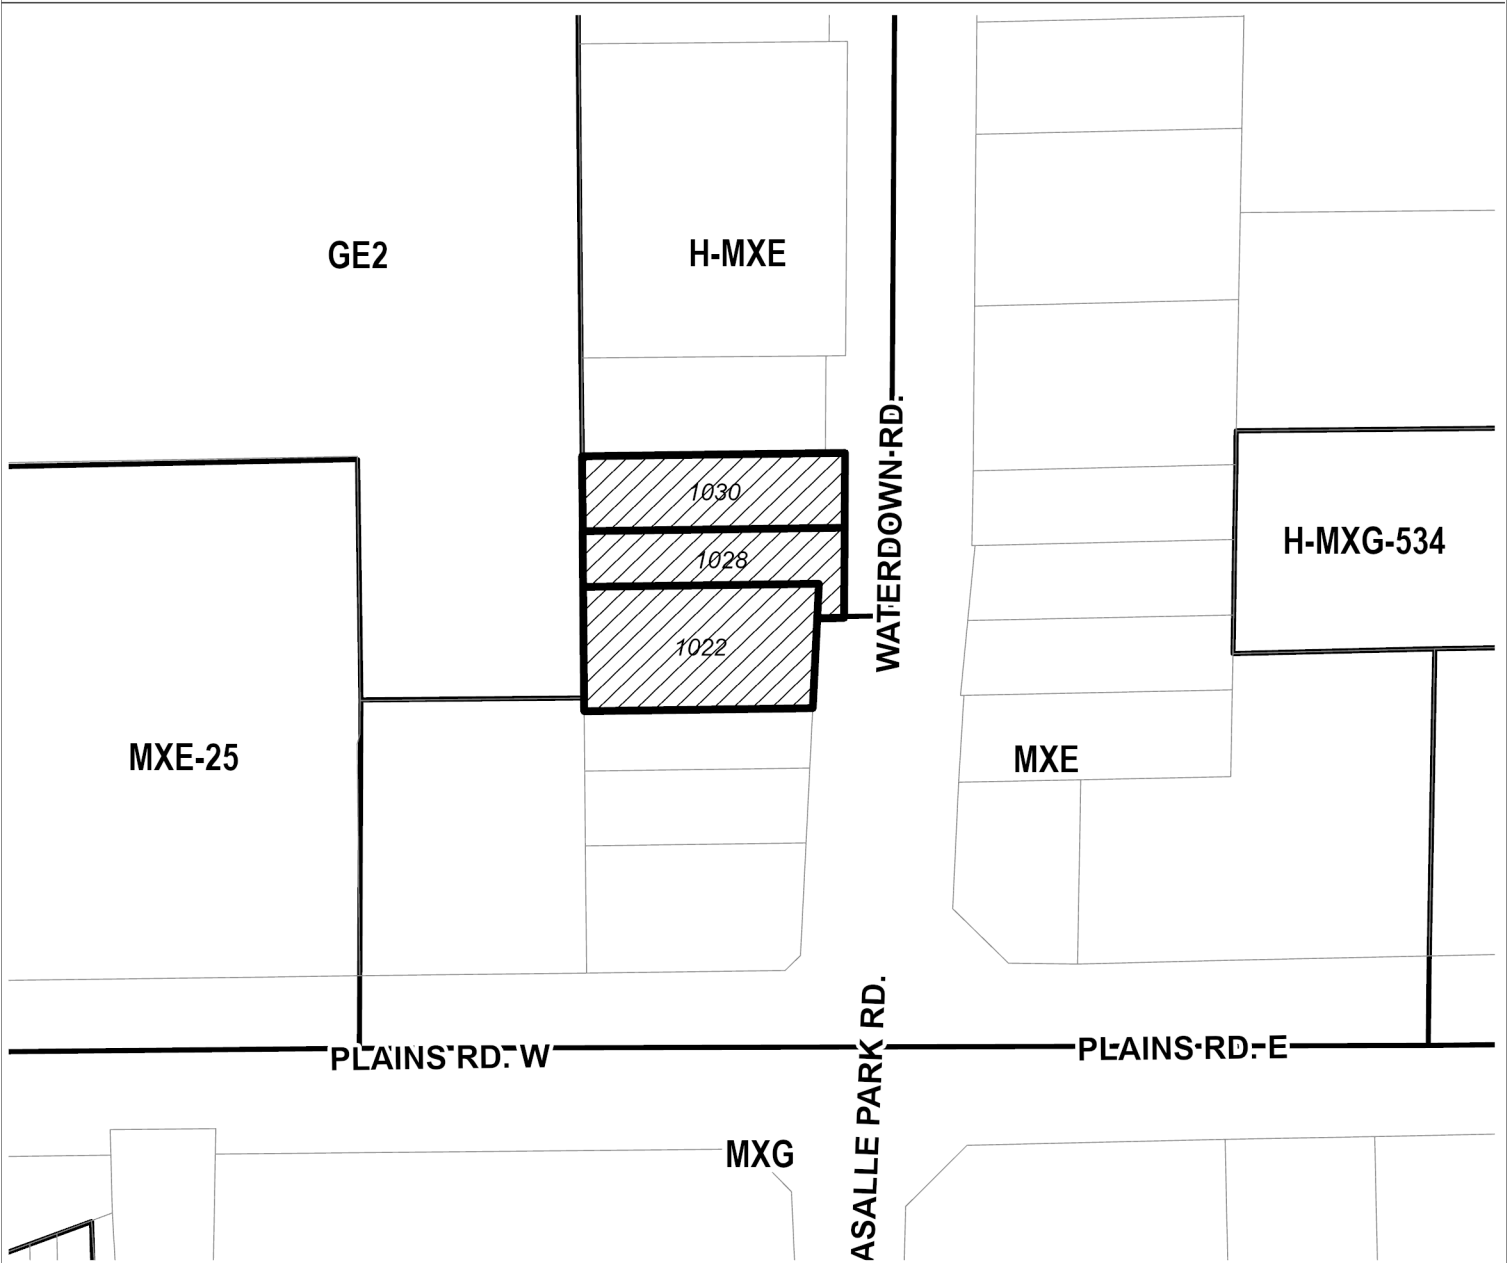 GE2
H-MXE
WATERDOWN RD.
1030
1028
H-MXG-534
1022
MXE-25
MXE
PLAINS RD. W
ASALLE PARK RD.
PLAINS RD. E
MXG